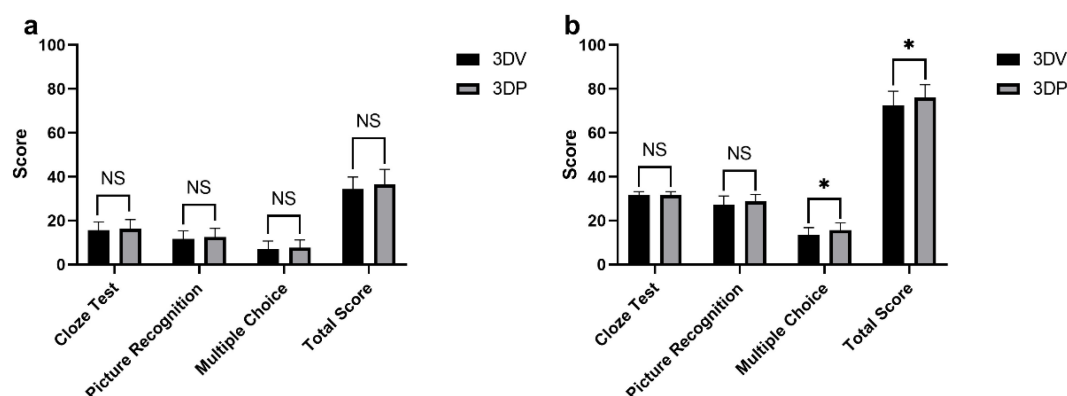 a
100
80
60
40
20
0
Score
NS
NS
NS
NS
3DV
3DP
Cloze Test
Picture Recognition
Multiple Choice
Total Score
b
100
80
60
40
20
0
Score
NS
NS
*
*
3DV
3DP
Cloze Test
Picture Recognition
Multiple Choice
Total Score